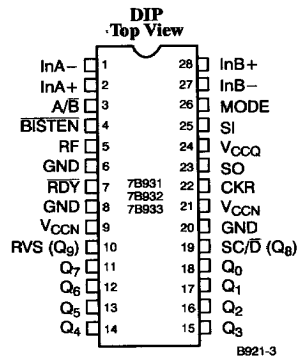 DIP
Top View
InA− 1 28 InB+
InA+ 2 27 InB−
A/B̅ 3 26 MODE
B̅I̅S̅T̅E̅N̅ 4 25 SI
RF 5 24 VCCQ
GND 6 23 SO
R̅D̅Y̅ 7 7B931 22 CKR
GND 8 7B932 21 VCCN
VCCN 9 7B933 20 GND
RVS (Q9) 10 19 SC/D̅ (Q8)
Q7 11 18 Q0
Q6 12 17 Q1
Q5 13 16 Q2
Q4 14 15 Q3
B921-3